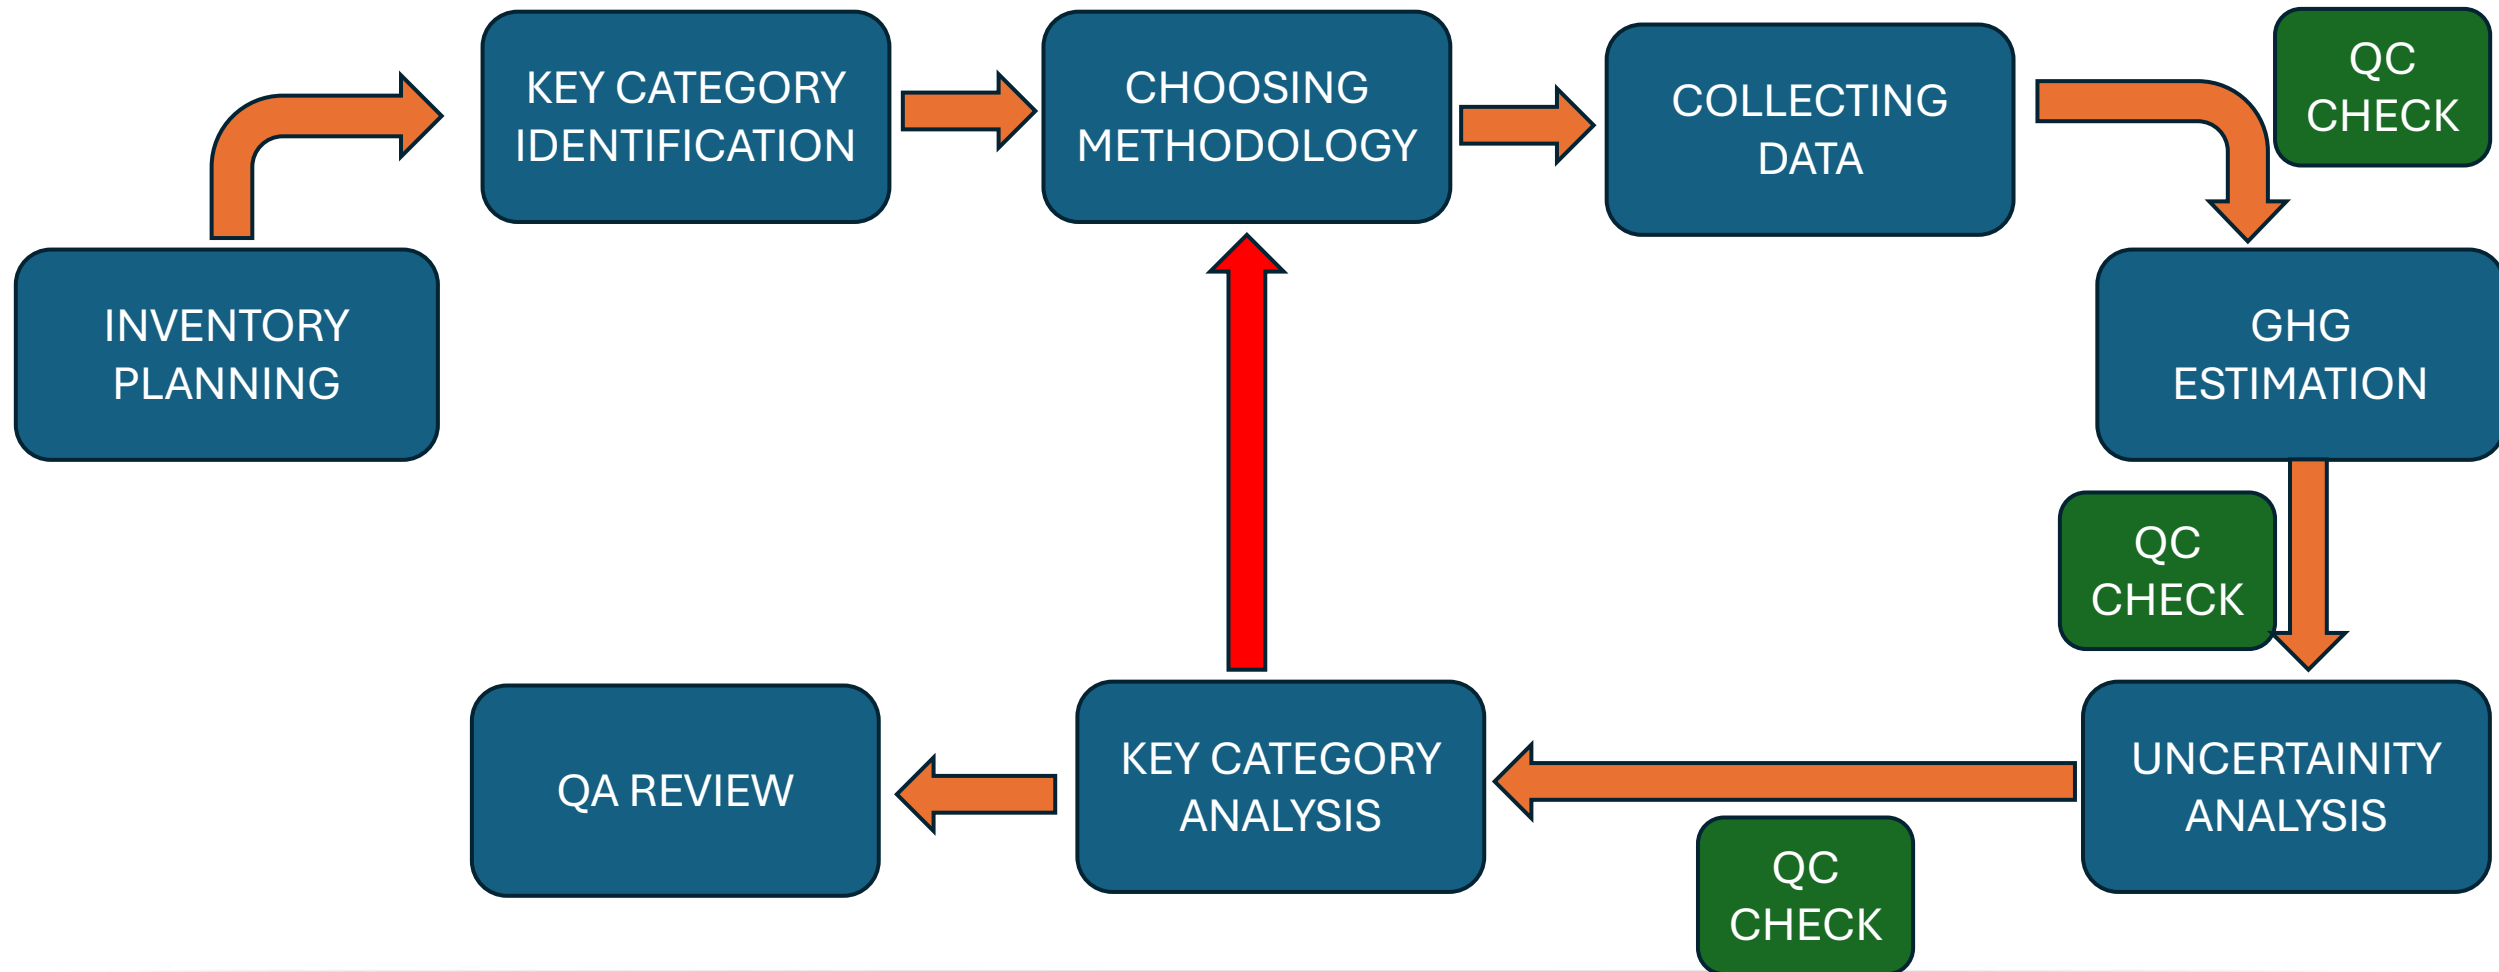 KEY CATEGORY
IDENTIFICATION
CHOOSING
METHODOLOGY
COLLECTING
DATA
QC
CHECK
INVENTORY
PLANNING
GHG
ESTIMATION
QC
CHECK
QA REVIEW
KEY CATEGORY
ANALYSIS
UNCERTAINITY
ANALYSIS
QC
CHECK